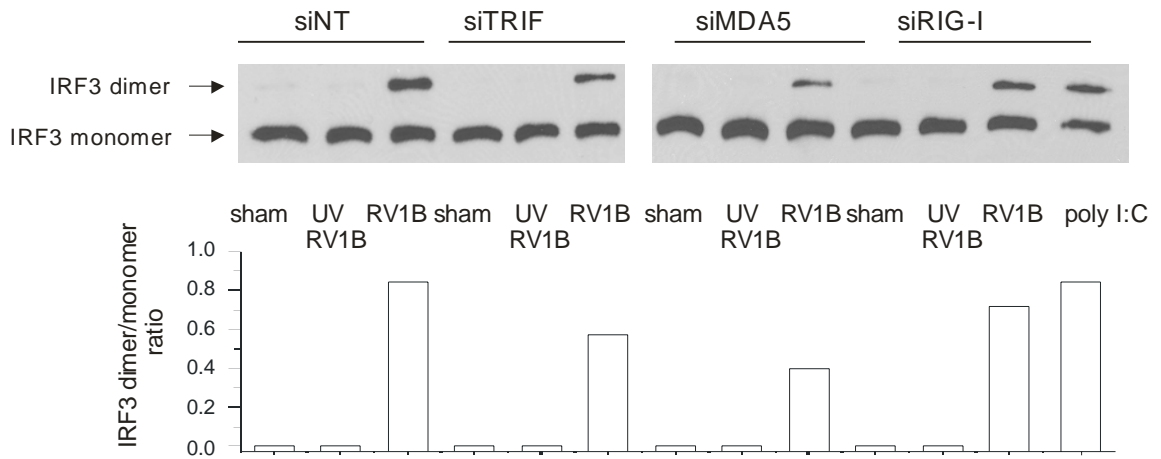 siNT siTRIF siMDA5 siRIG-I
IRF3 dimer
IRF3 monomer
sham UV RV1B sham UV RV1B sham UV RV1B sham UV RV1B poly I:C
RV1B RV1B RV1B RV1B
IRF3 dimer/monomer
ratio
1.0
0.8
0.6
0.4
0.2
0.0